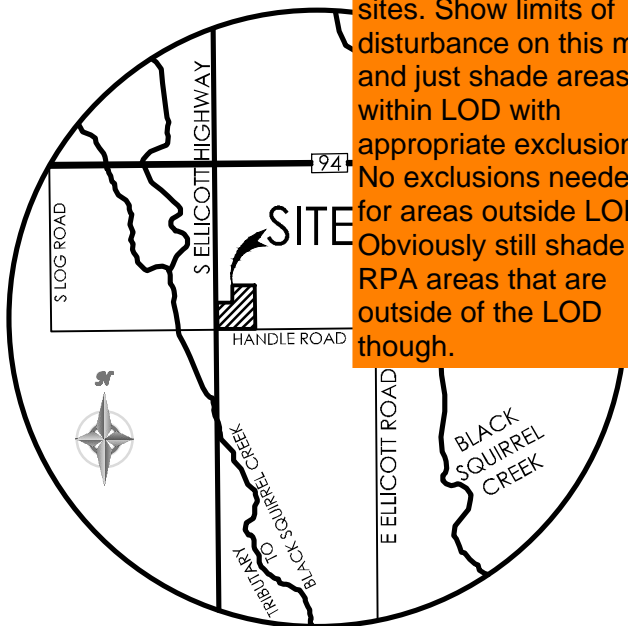 sites. Show limits of
disturbance on this m
and just shade areas
within LOD with
appropriate exclusion
No exclusions neede
for areas outside LO
Obviously still shade
RPA areas that are
outside of the LOD
though.
S ELLICOTT HIGHWAY
94
S LOG ROAD
SITE
HANDLE ROAD
N
E ELLICOTT ROAD
BLACK
SQUIRREL
CREEK
TRIBUTARY
TO
BLACK SQUIRREL CREEK